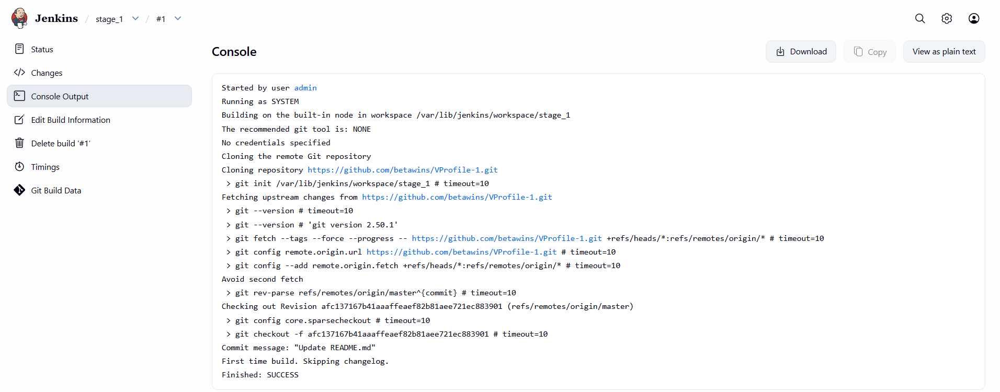 Jenkins / stage_1 / #1
Status
Changes
Console Output
Edit Build Information
Delete build ‘#1’
Timings
Git Build Data
Console
Download
Copy
View as plain text
Started by user admin
Running as SYSTEM
Building on the built-in node in workspace /var/lib/jenkins/workspace/stage_1
The recommended git tool is: NONE
No credentials specified
Cloning the remote Git repository
Cloning repository https://github.com/betawins/VProfile-1.git
 > git init /var/lib/jenkins/workspace/stage_1 # timeout=10
Fetching upstream changes from https://github.com/betawins/VProfile-1.git
 > git --version # timeout=10
 > git --version # 'git version 2.50.1'
 > git fetch --tags --force --progress -- https://github.com/betawins/VProfile-1.git +refs/heads/*:refs/remotes/origin/* # timeout=10
 > git config remote.origin.url https://github.com/betawins/VProfile-1.git # timeout=10
 > git config --add remote.origin.fetch +refs/heads/*:refs/remotes/origin/* # timeout=10
Avoid second fetch
 > git rev-parse refs/remotes/origin/master^{commit} # timeout=10
Checking out Revision afc137167b41aaaffeaef82b81aee721ec883901 (refs/remotes/origin/master)
 > git config core.sparsecheckout # timeout=10
 > git checkout -f afc137167b41aaaffeaef82b81aee721ec883901 # timeout=10
Commit message: "Update README.md"
First time build. Skipping changelog.
Finished: SUCCESS